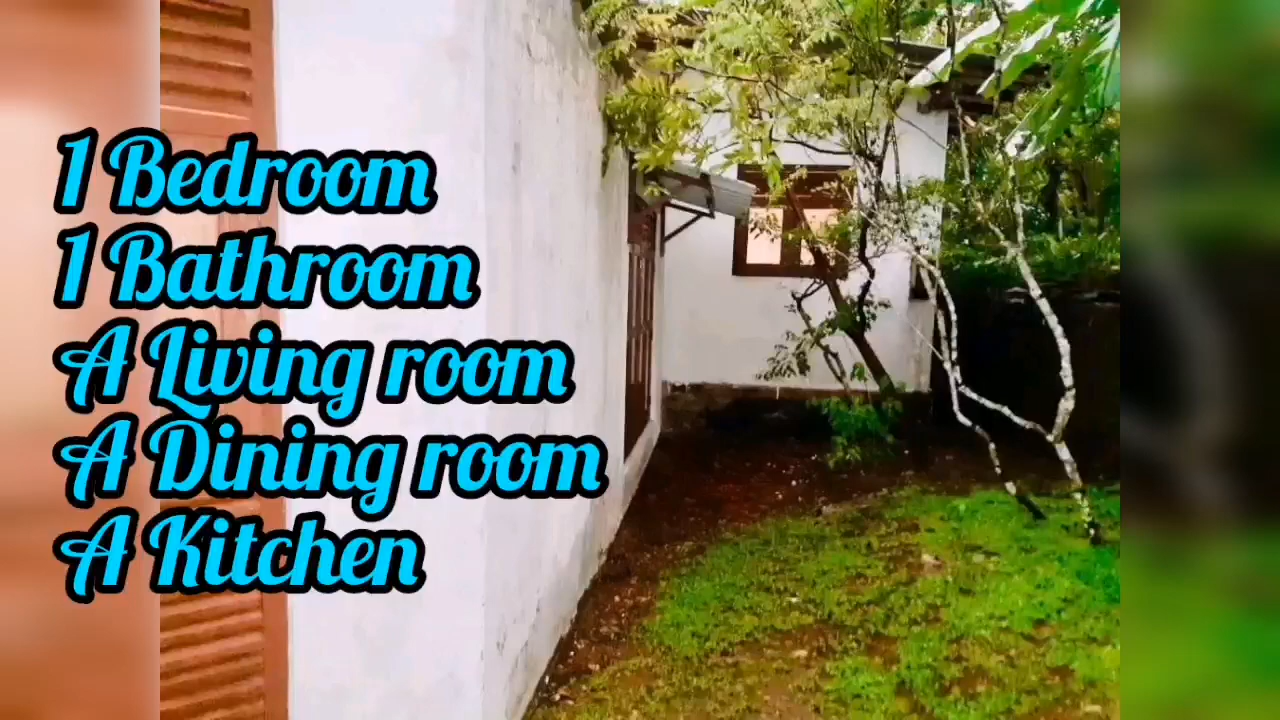 1 Bedroom
1 Bathroom
A Living room
A Dining room
A Kitchen